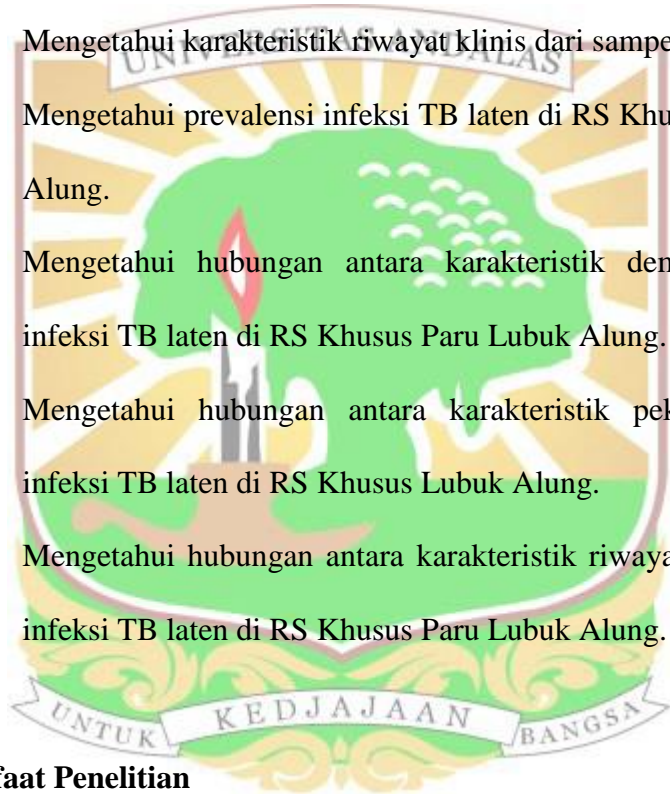 Mengetahui karakteristik riwayat klinis dari sampe
UNIVERSITAS ANDALAS
Mengetahui prevalensi infeksi TB laten di RS Khu
Alung.
Mengetahui hubungan antara karakteristik den
infeksi TB laten di RS Khusus Paru Lubuk Alung.
Mengetahui hubungan antara karakteristik pek
infeksi TB laten di RS Khusus Lubuk Alung.
Mengetahui hubungan antara karakteristik riwaya
infeksi TB laten di RS Khusus Paru Lubuk Alung.
UNTUK KEDJAJAAN BANGSA
faat Penelitian